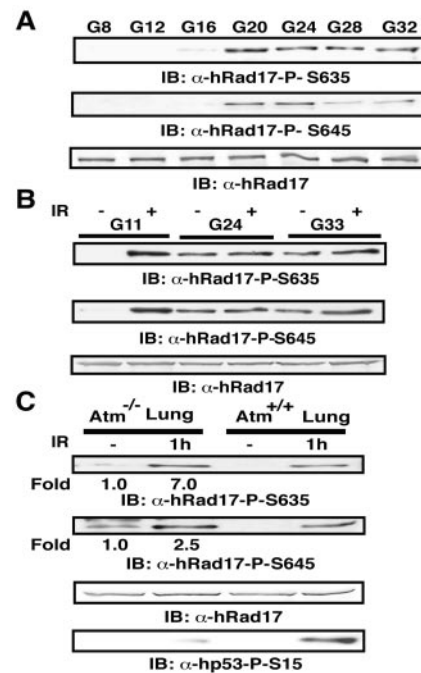 A
G8 G12 G16 G20 G24 G28 G32
IB: α-hRad17-P- S635
IB: α-hRad17-P- S645
IB: α-hRad17
B
IR - + - + - +
G11 G24 G33
IB: α-hRad17-P-S635
IB: α-hRad17-P-S645
IB: α-hRad17
C
Atm-/- Lung Atm+/+ Lung
IR - 1h - 1h
Fold 1.0 7.0
IB: α-hRad17-P-S635
Fold 1.0 2.5
IB: α-hRad17-P-S645
IB: α-hRad17
IB: α-hp53-P-S15